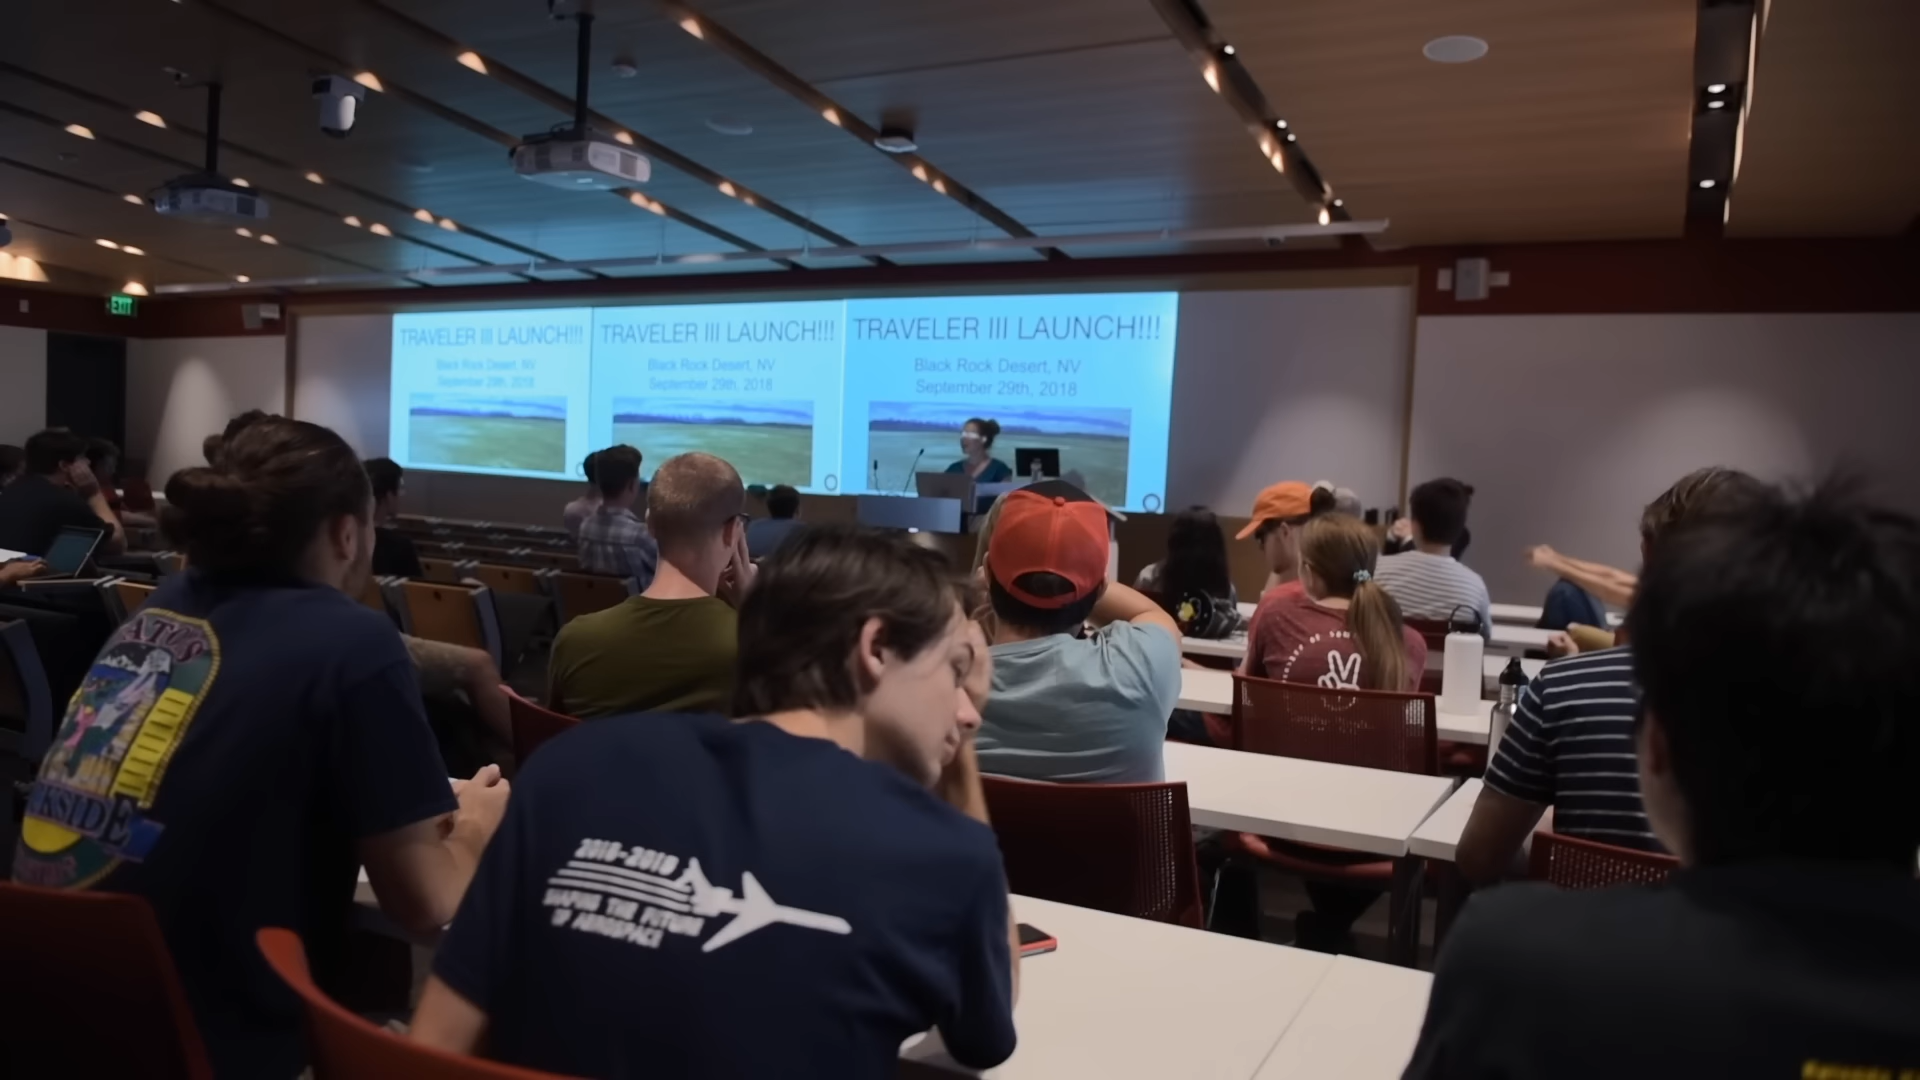 EXIT
TRAVELER III LAUNCH!!!
Black Rock Desert, NV
September 29th, 2018
TRAVELER III LAUNCH!!!
Black Rock Desert, NV
September 29th, 2018
TRAVELER III LAUNCH!!!
Black Rock Desert, NV
September 29th, 2018
SHAPING THE FUTURE
OF AEROSPACE